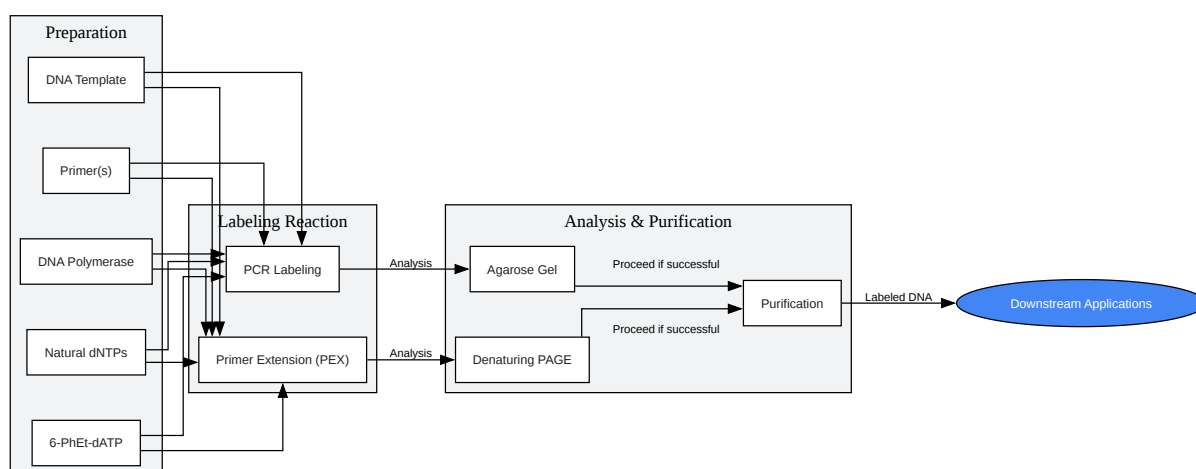 Preparation
DNA Template
Primer(s)
DNA Polymerase
Natural dNTPs
6-PhEt-dATP
Labeling Reaction
PCR Labeling
Primer Extension (PEX)
Analysis
Analysis
Analysis & Purification
Agarose Gel
Denaturing PAGE
Proceed if successful
Proceed if successful
Purification
Labeled DNA
Downstream Applications